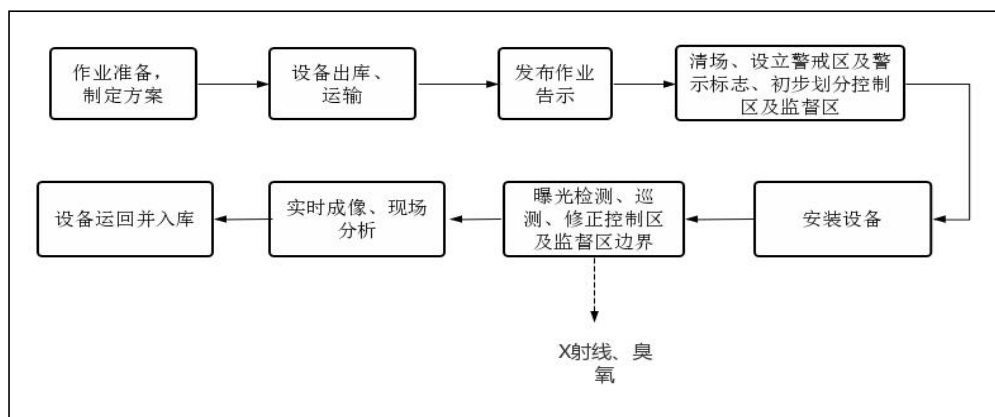 作业准备，
制定方案
设备出库、
运输
发布作业
告示
清场、设立警戒区及警
示标志、初步划分控制
区及监督区
安装设备
曝光检测、巡
测、修正控制区
及监督区边界
实时成像、现场
分析
设备运回并入库
X射线、臭
氧